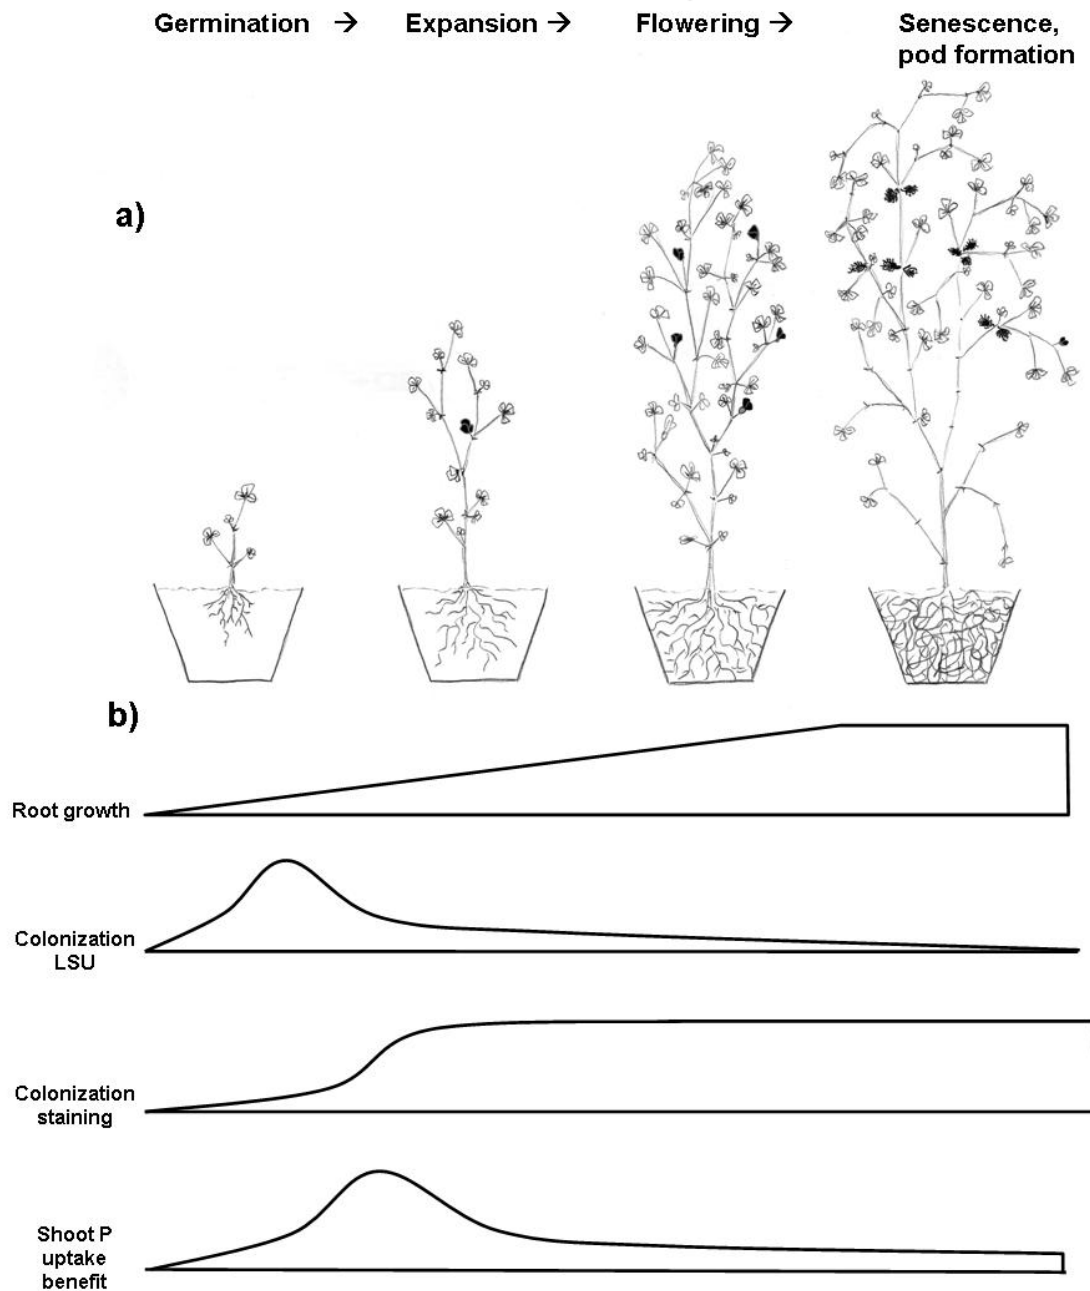 Germination → Expansion → Flowering → Senescence,
pod formation
a)
b)
Root growth
Colonization
LSU
Colonization
staining
Shoot P
uptake
benefit